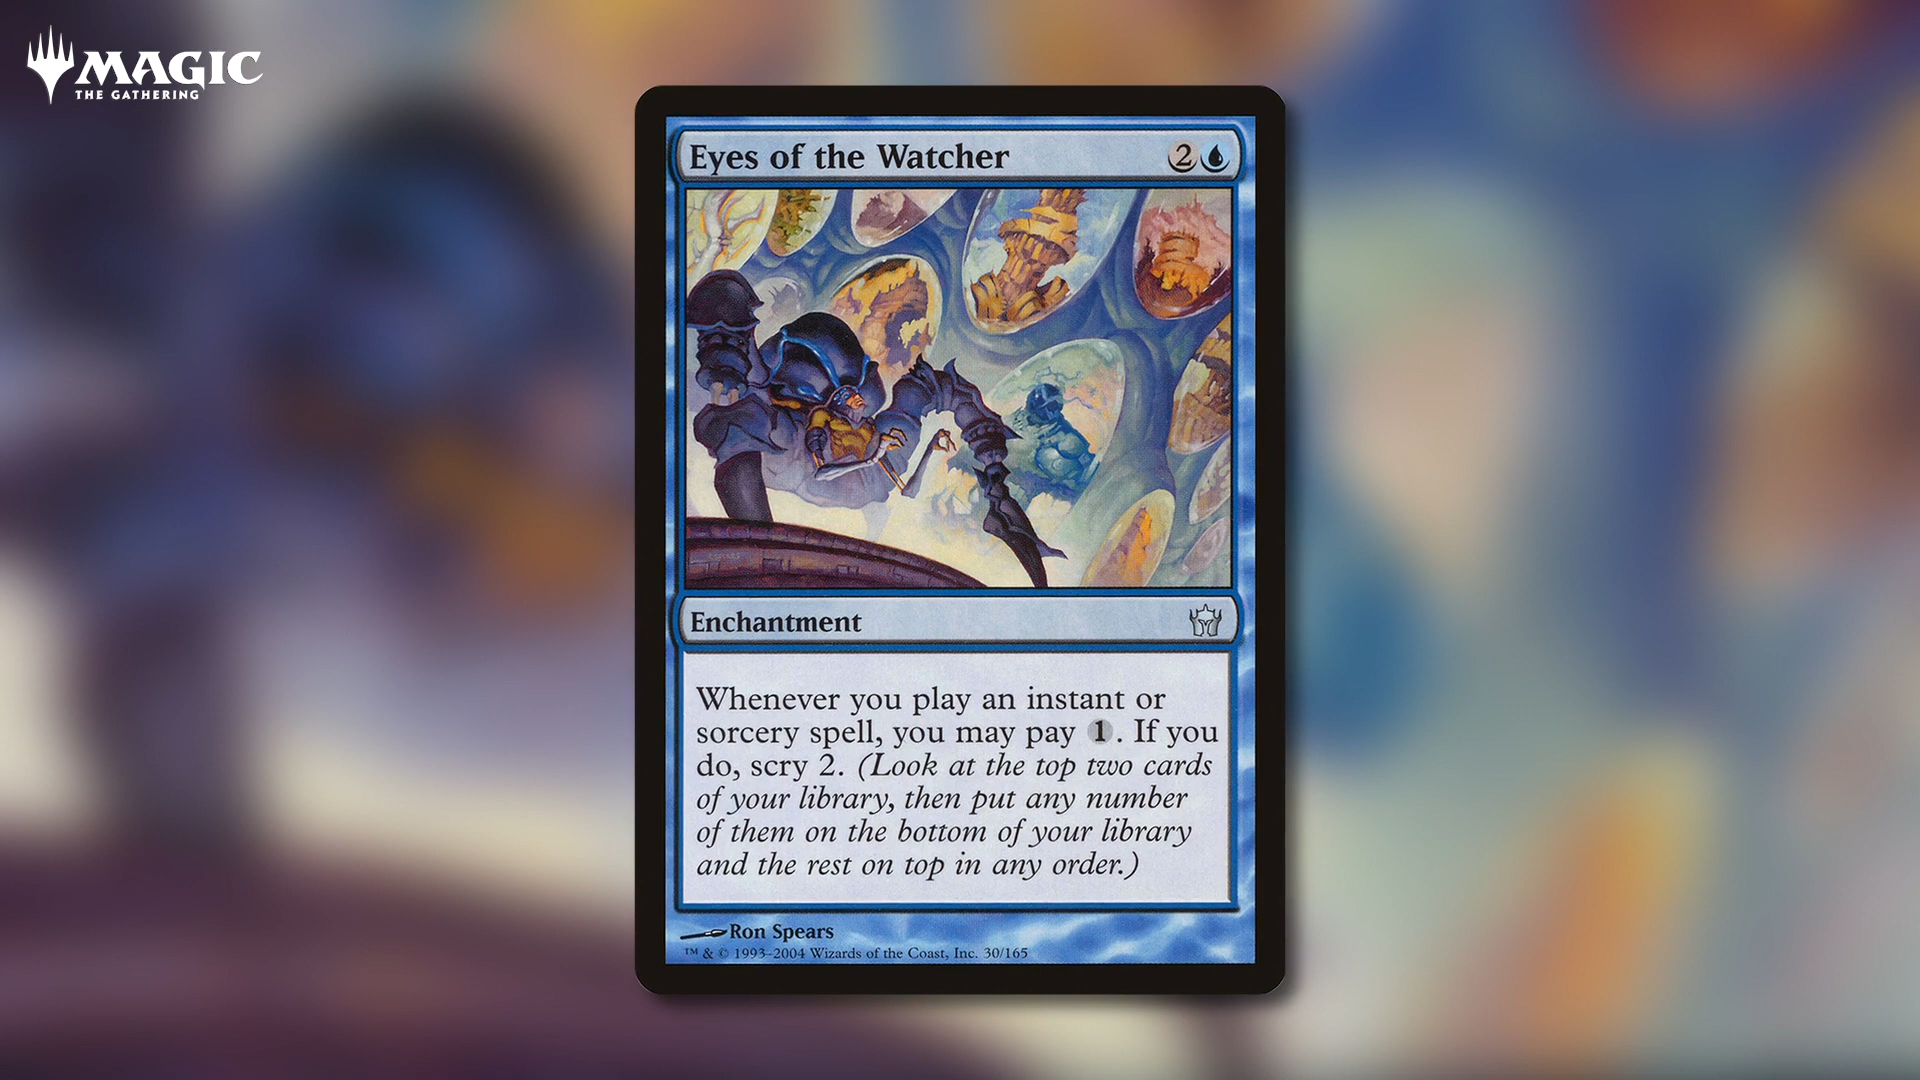 MAGIC
THE GATHERING
Eyes of the Watcher 2
Enchantment
Whenever you play an instant or
sorcery spell, you may pay 1. If you
do, scry 2. (Look at the top two cards
of your library, then put any number
of them on the bottom of your library
and the rest on top in any order.)
Ron Spears
™ & © 1993–2004 Wizards of the Coast, Inc. 30/165